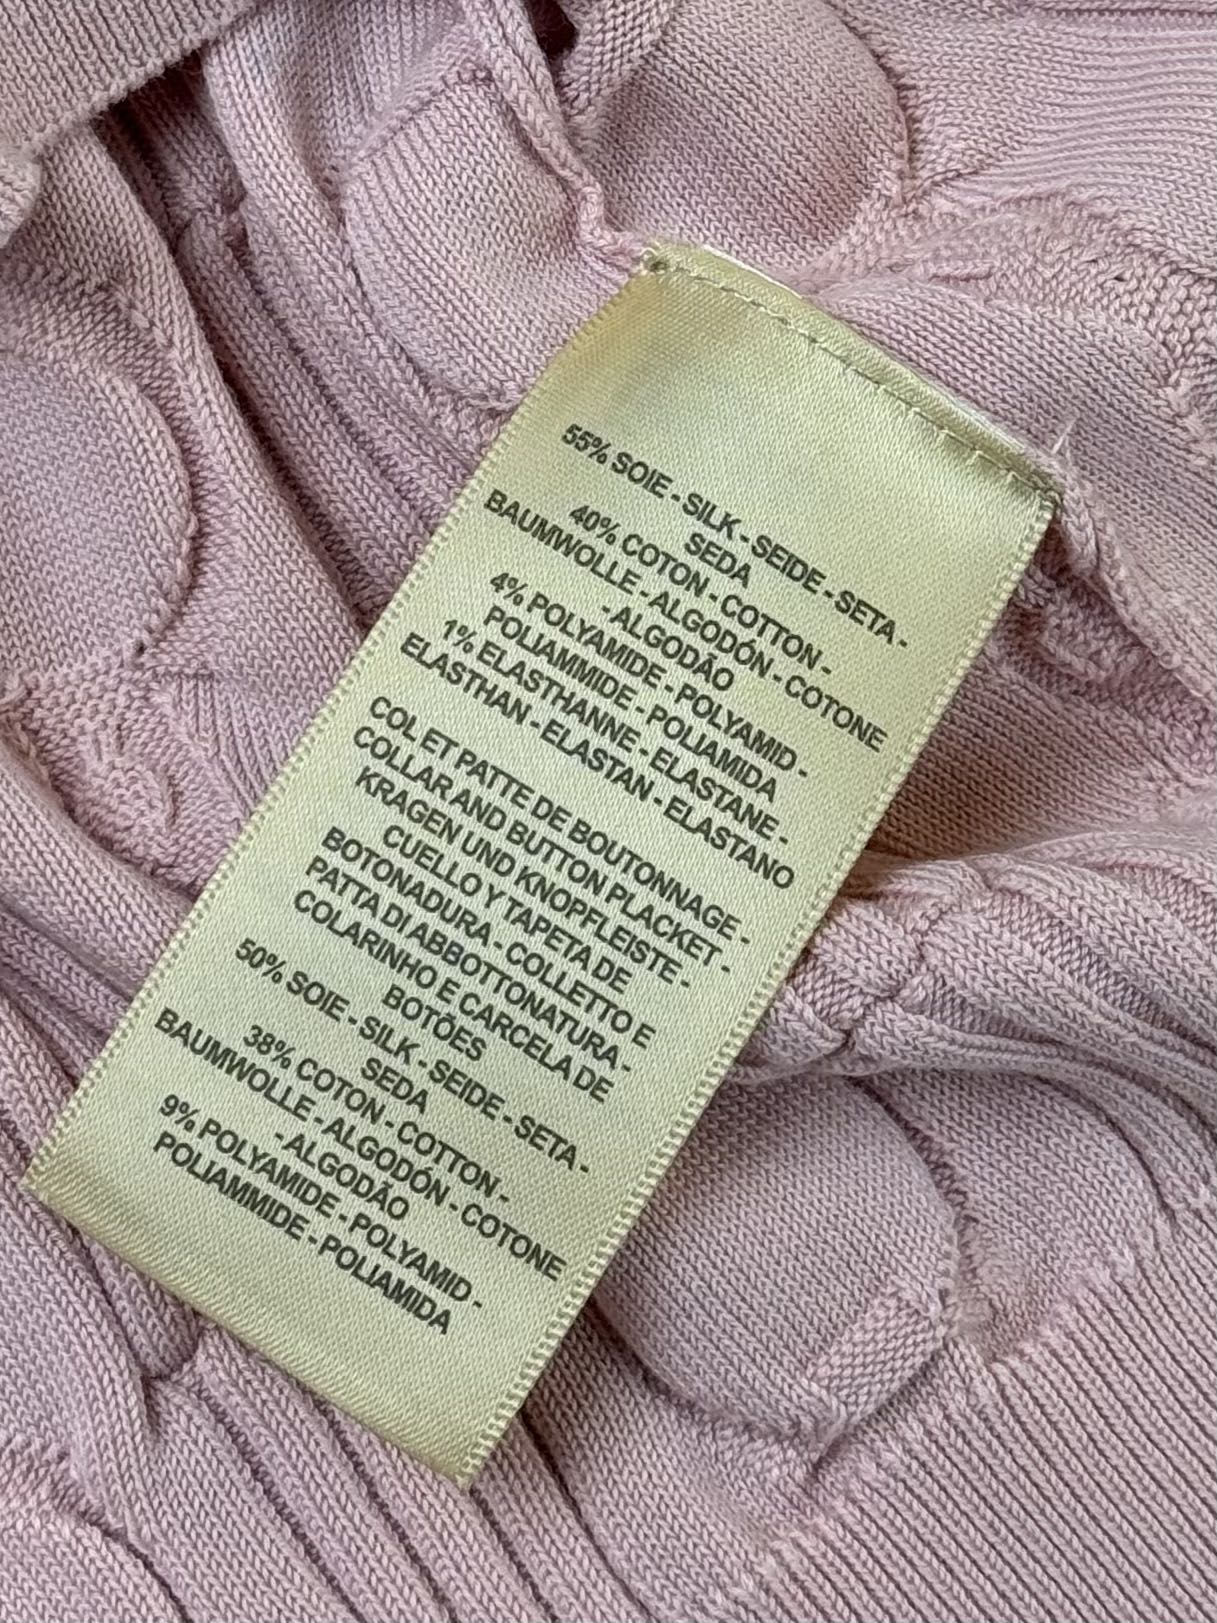 55% SOIE - SILK - SEIDE - SETA -
SEDA
40% COTON - COTTON -
BAUMWOLLE - ALGODÓN - COTONE
- ALGODÃO
4% POLYAMIDE - POLYAMID -
POLIAMMIDE - POLIAMIDA
1% ELASTHANNE - ELASTANE -
ELASTHAN - ELASTAN - ELASTANO
COL ET PATTE DE BOUTONNAGE -
COLLAR AND BUTTON PLACKET -
KRAGEN UND KNOPFLEISTE -
CUELLO Y TAPETA DE
BOTONADURA - COLLETTO E
PATTA DI ABBOTTONATURA -
COLARINHO E CARCELA DE
BOTÕES
50% SOIE - SILK - SEIDE - SETA -
SEDA
38% COTON - COTTON -
BAUMWOLLE - ALGODÓN - COTONE
- ALGODÃO
9% POLYAMIDE - POLYAMID -
POLIAMMIDE - POLIAMIDA